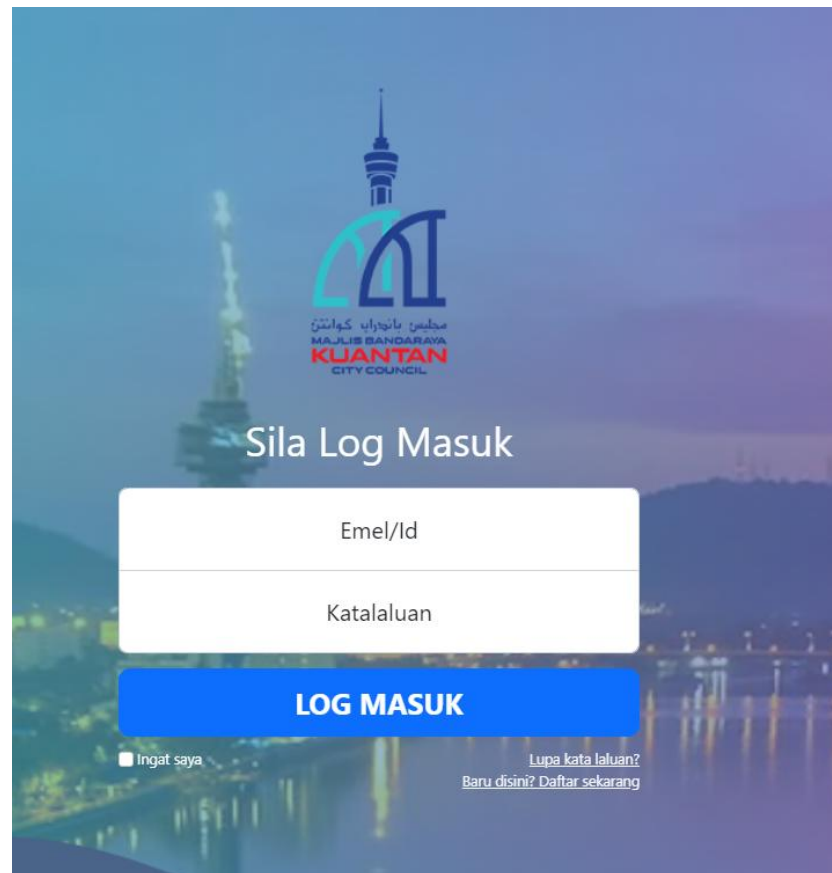 مجليس باندراي كوانتن
MAJLIS BANDARAYA
KUANTAN
CITY COUNCIL
Sila Log Masuk
Emel/Id
Katalaluan
LOG MASUK
Ingat saya
Lupa kata laluan?
Baru disini? Daftar sekarang